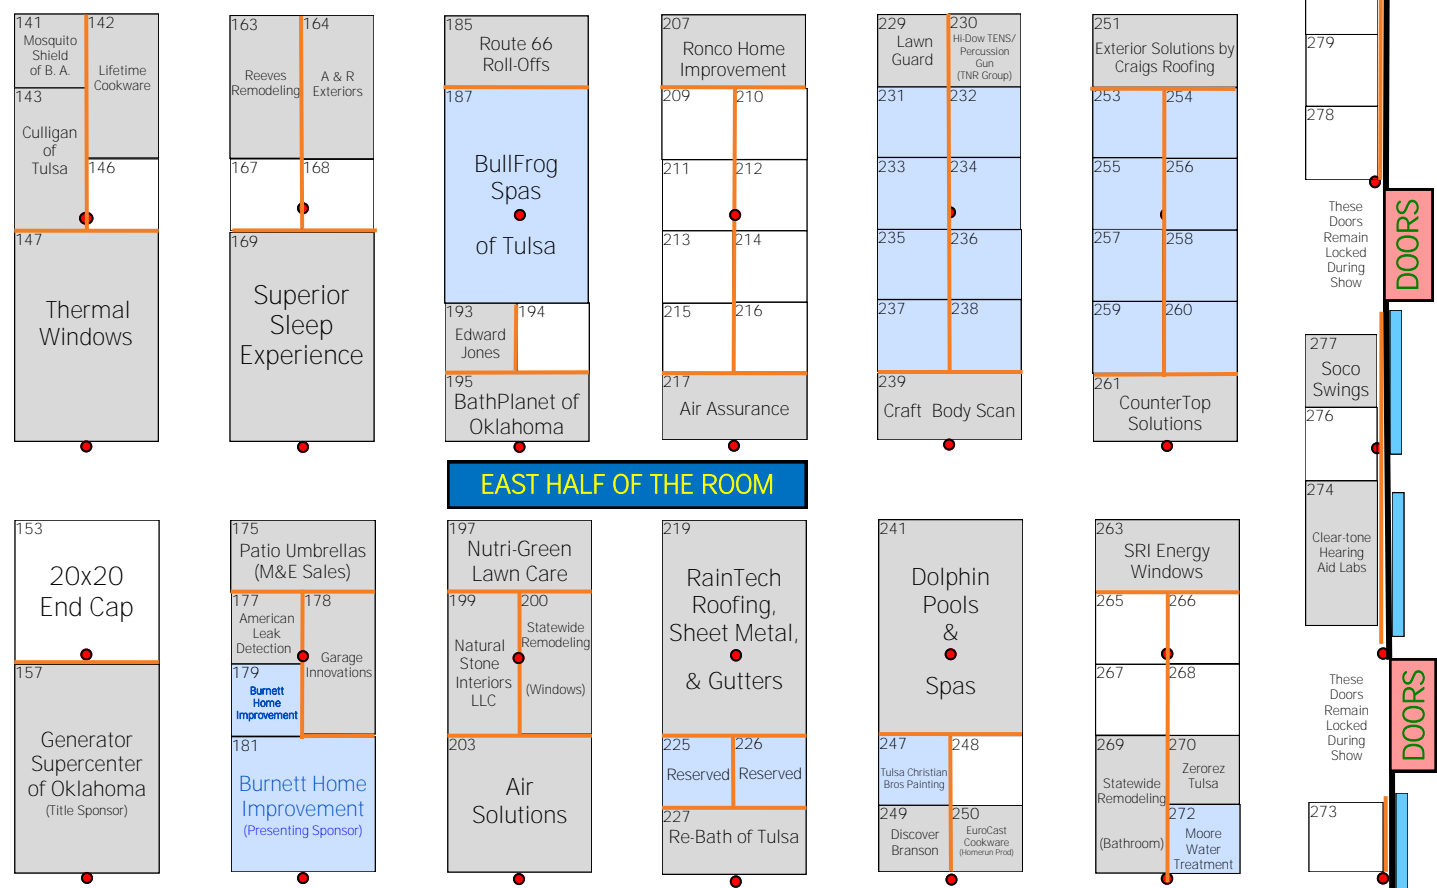 141
Mosquito
Shield
of B. A.
142
Lifetime
Cookware
143
Culligan
of
Tulsa
146
147
Thermal
Windows
163
Reeves
Remodeling
164
A & R
Exteriors
167
168
169
Superior
Sleep
Experience
185
Route 66
Roll-Offs
187
BullFrog
Spas
of Tulsa
193
Edward
Jones
194
195
BathPlanet of
Oklahoma
207
Ronco Home
Improvement
209
210
211
212
213
214
215
216
217
Air Assurance
229
Lawn
Guard
230
Hi-Dow TENS/
Percussion
Gun
(TNR Group)
231
232
233
234
235
236
237
238
239
Craft Body Scan
251
Exterior Solutions by
Craigs Roofing
253
254
255
256
257
258
259
260
261
CounterTop
Solutions
279
278
These
Doors
Remain
Locked
During
Show
DOORS
277
Soco
Swings
276
274
Clear-tone
Hearing
Aid Labs
EAST HALF OF THE ROOM
153
20x20
End Cap
157
Generator
Supercenter
of Oklahoma
(Title Sponsor)
175
Patio Umbrellas
(M&E Sales)
177
American
Leak
Detection
178
Garage
Innovations
179
Burnett
Home
Improvement
181
Burnett Home
Improvement
(Presenting Sponsor)
197
Nutri-Green
Lawn Care
199
Natural
Stone
Interiors
LLC
200
Statewide
Remodeling
(Windows)
203
Air
Solutions
219
RainTech
Roofing,
Sheet Metal,
& Gutters
225
Reserved
226
Reserved
227
Re-Bath of Tulsa
241
Dolphin
Pools
&
Spas
247
Tulsa Christian
Bros Painting
248
249
Discover
Branson
250
EuroCast
Cookware
(Homerun Prod)
263
SRI Energy
Windows
265
266
267
268
269
Statewide
Remodeling
(Bathroom)
270
Zerorez
Tulsa
272
Moore
Water
Treatment
These
Doors
Remain
Locked
During
Show
DOORS
273